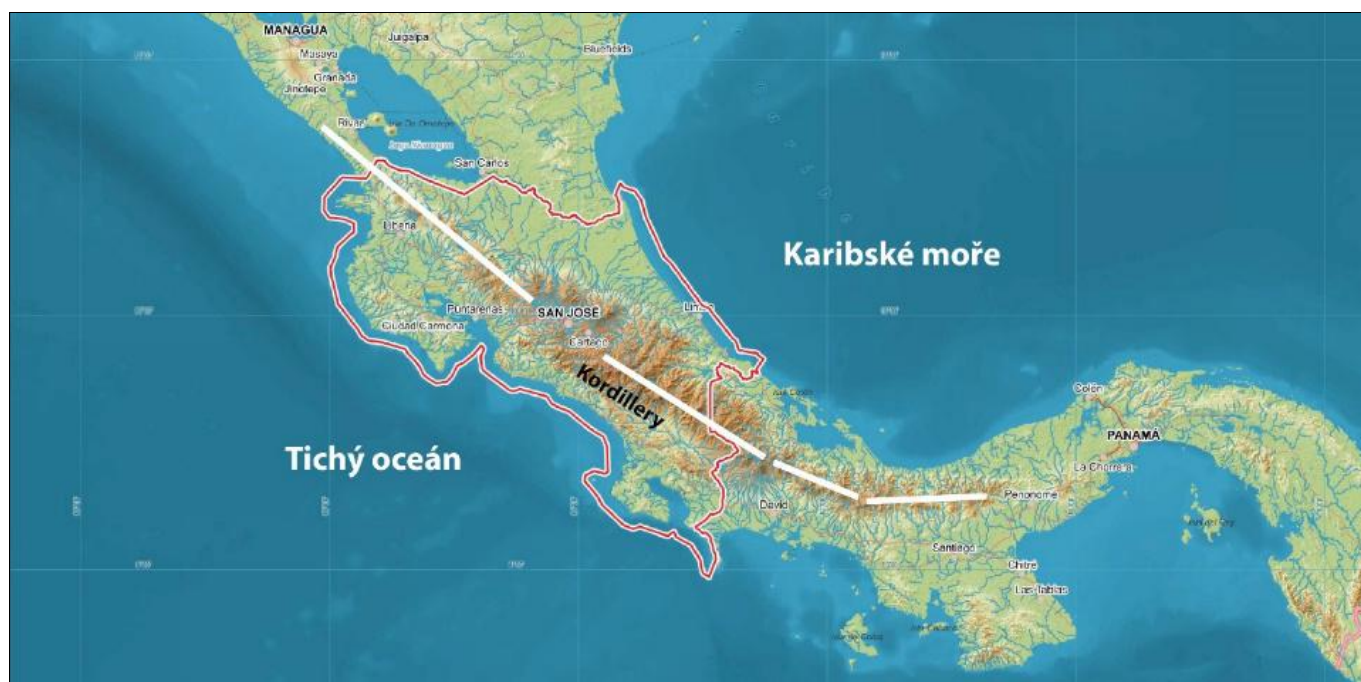 MANAGUA
Juigalpa
Masaya
Bluefields
Granada
Jinotepe
Rivas
San Carlos
Liberia
Karibské moře
Puntarenas
SAN JOSÉ
Limón
Ciudad Carmona
Cartago
Kordillery
Colón
Tichý oceán
PANAMÁ
La Chorrera
David
Penonomé
Santiago
Chitré
Las Tablas